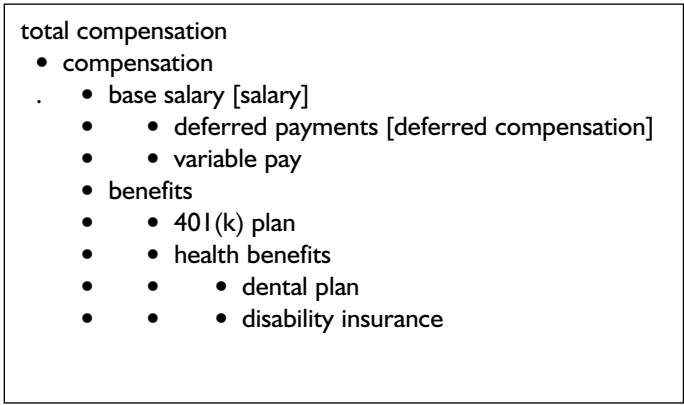 total compensation
• compensation
. • base salary [salary]
• • deferred payments [deferred compensation]
• • variable pay
• benefits
• • 401(k) plan
• • health benefits
• • • dental plan
• • • disability insurance